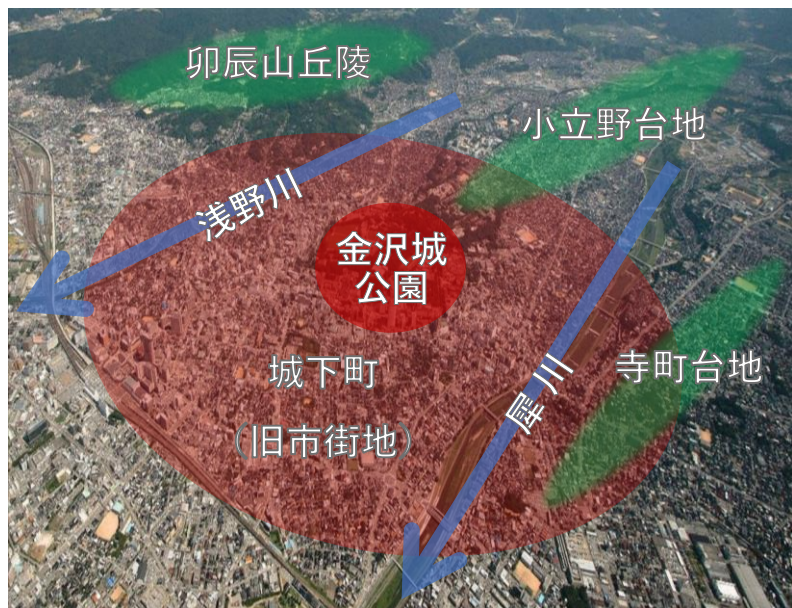 卯辰山丘陵
小立野台地
浅野川
金沢城
公園
城下町
寺町台地
犀川
（旧市街地）